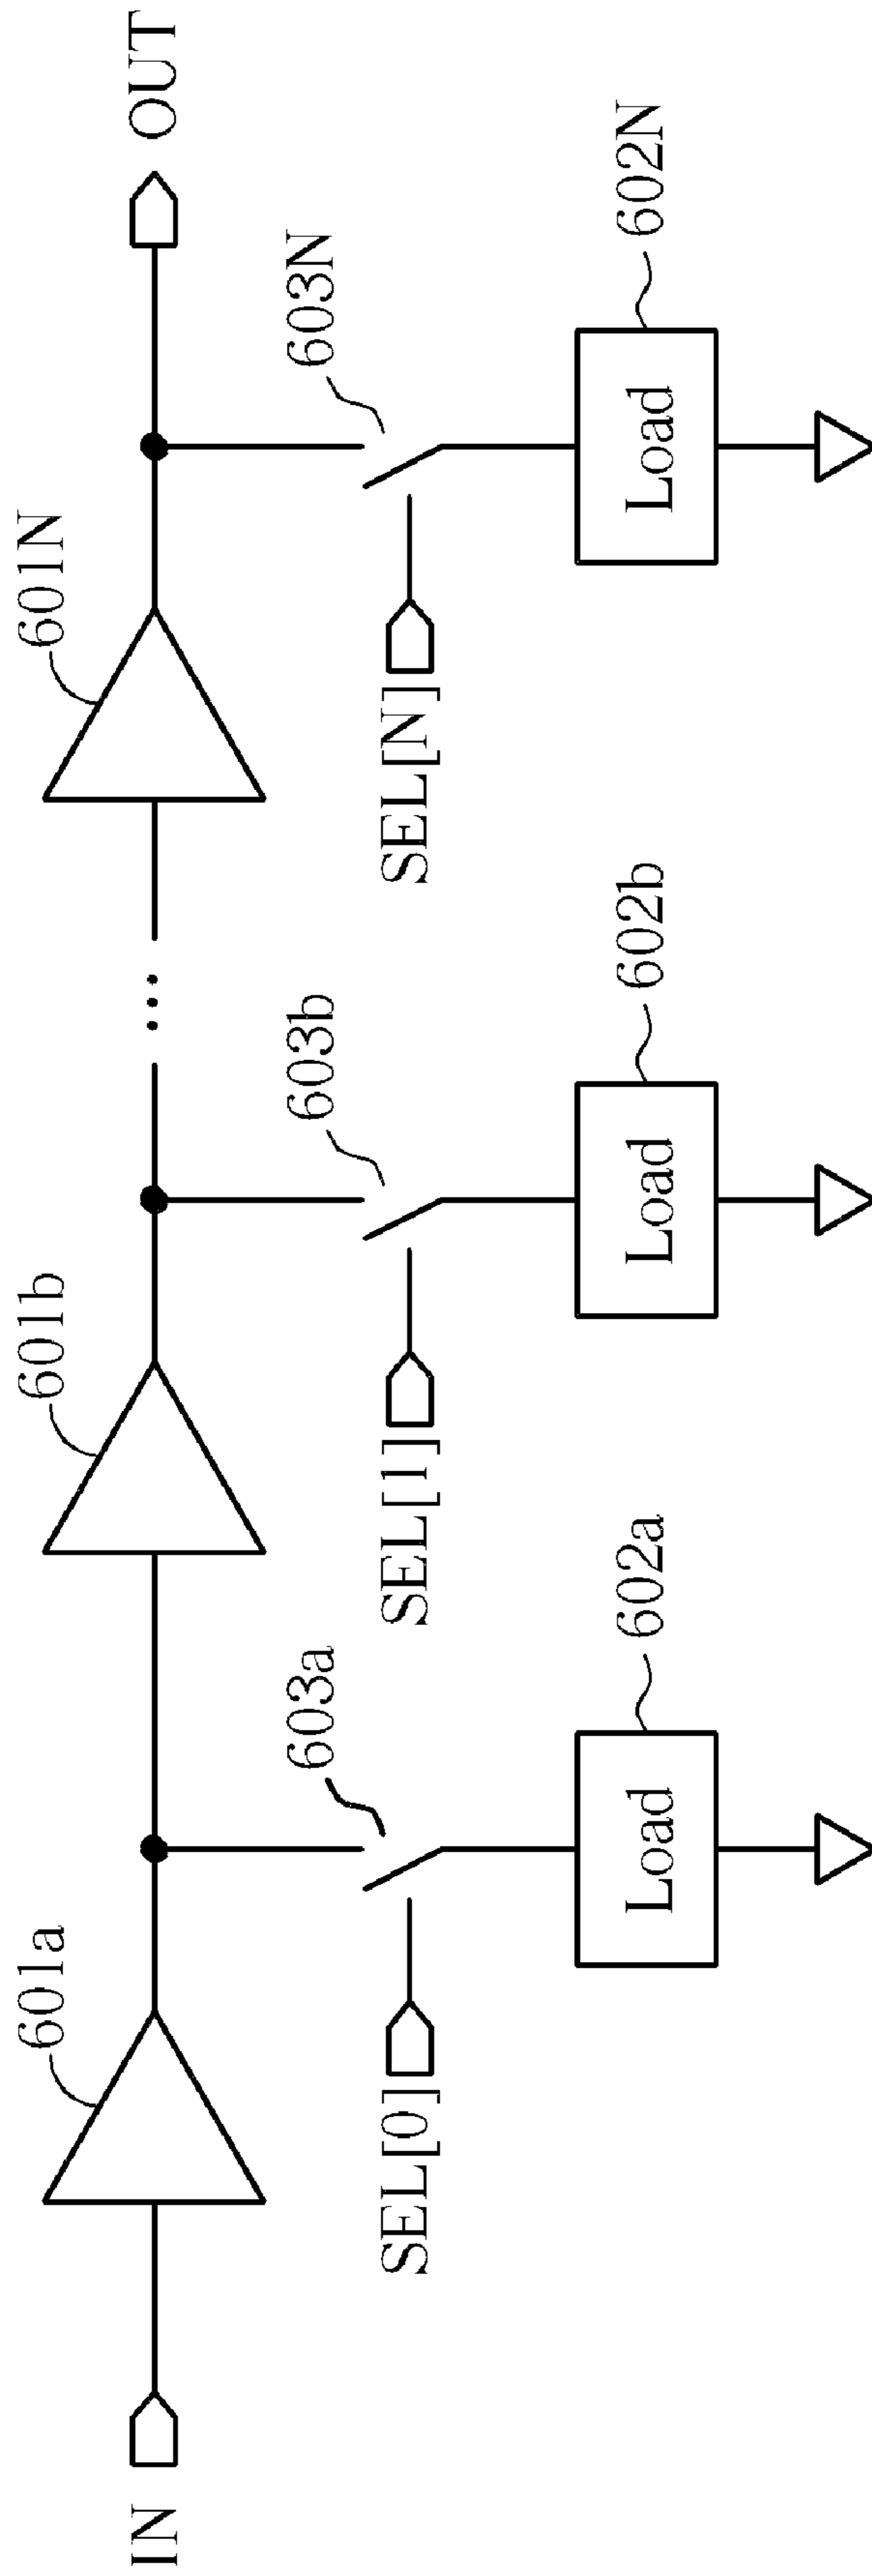 601a
601b
601N
IN
...
OUT
603a
603b
603N
SEL[0]
SEL[1]
SEL[N]
Load
Load
Load
602a
602b
602N